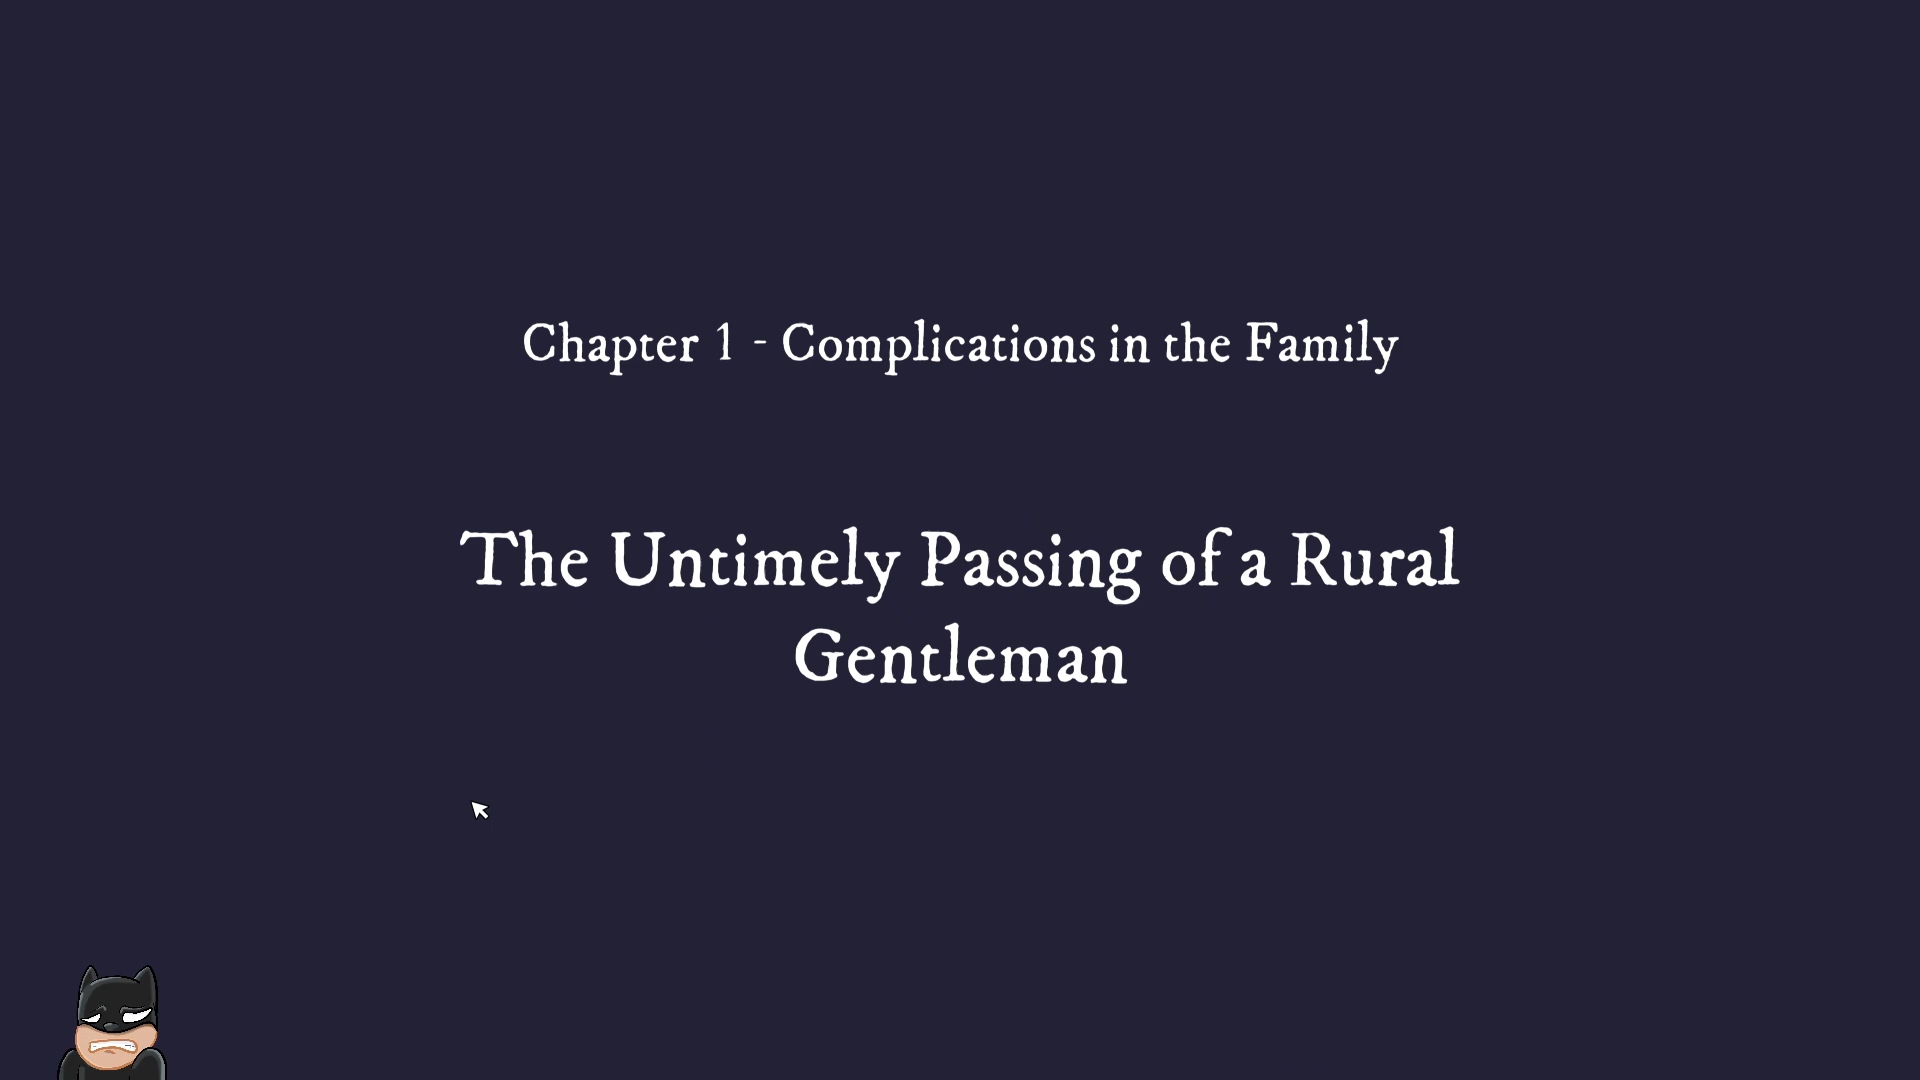 Chapter 1 - Complications in the Family
The Untimely Passing of a Rural
Gentleman